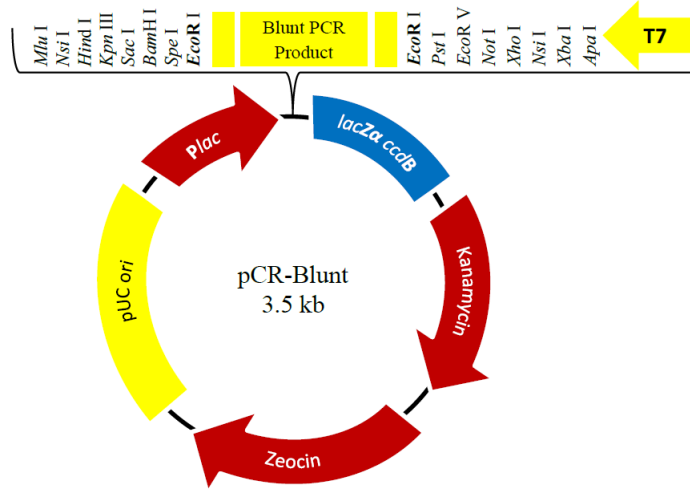 Mlu I
Nsi I
Hind I
Kpn III
Sac I
BamH I
Spe I
EcoR I
Blunt PCR
Product
EcoR I
Pst I
EcoR V
Not I
Xho I
Nsi I
Xba I
Apa I
T7
Plac
lacZα ccdB
Kanamycin
Zeocin
pUC ori
pCR-Blunt
3.5 kb